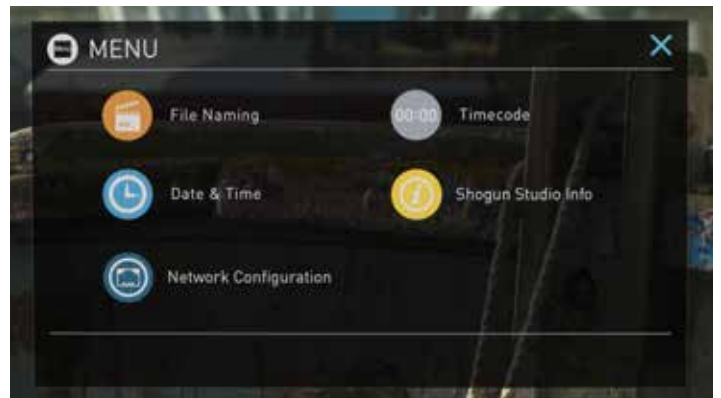 MENU
File Naming
00:00 Timecode
Date & Time
Shogun Studio Info
Network Configuration